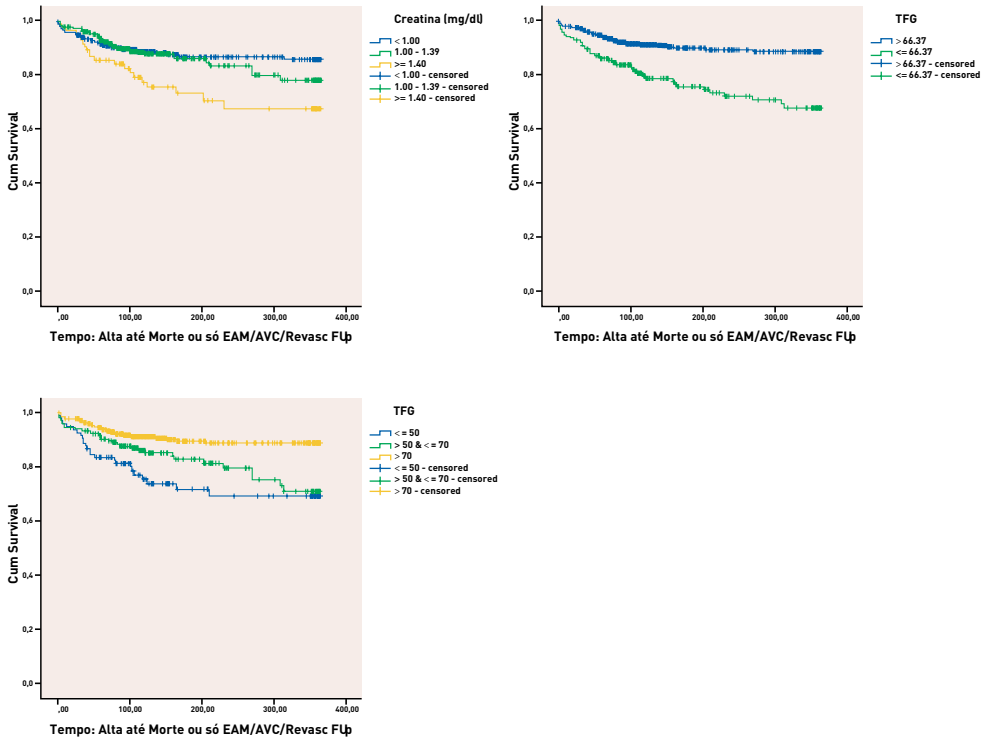 Creatina (mg/dl)
< 1.00
1.00 - 1.39
>= 1.40
< 1.00 - censored
1.00 - 1.39 - censored
>= 1.40 - censored
Cum Survival
1,0
0,8
0,6
0,4
0,2
0,0
,00
100,00
200,00
300,00
400,00
Tempo: Alta até Morte ou só EAM/AVC/Revasc FUp
TFG
> 66.37
<= 66.37
> 66.37 - censored
<= 66.37 - censored
Cum Survival
1,0
0,8
0,6
0,4
0,2
0,0
,00
100,00
200,00
300,00
400,00
Tempo: Alta até Morte ou só EAM/AVC/Revasc FUp
TFG
<= 50
> 50 & <= 70
> 70
<= 50 - censored
> 50 & <= 70 - censored
> 70 - censored
Cum Survival
1,0
0,8
0,6
0,4
0,2
0,0
,00
100,00
200,00
300,00
400,00
Tempo: Alta até Morte ou só EAM/AVC/Revasc FUp